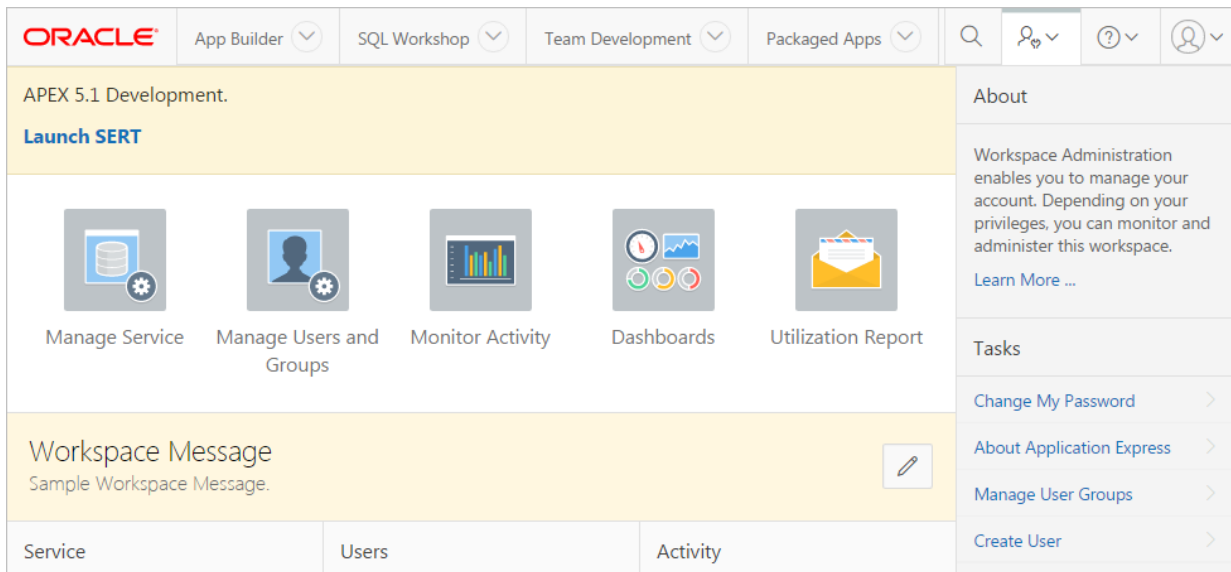 ORACLE
App Builder
SQL Workshop
Team Development
Packaged Apps
APEX 5.1 Development.
Launch SERT
Manage Service
Manage Users and
Groups
Monitor Activity
Dashboards
Utilization Report
Workspace Message
Sample Workspace Message.
Service
Users
Activity
About
Workspace Administration
enables you to manage your
account. Depending on your
privileges, you can monitor and
administer this workspace.
Learn More ...
Tasks
Change My Password
About Application Express
Manage User Groups
Create User